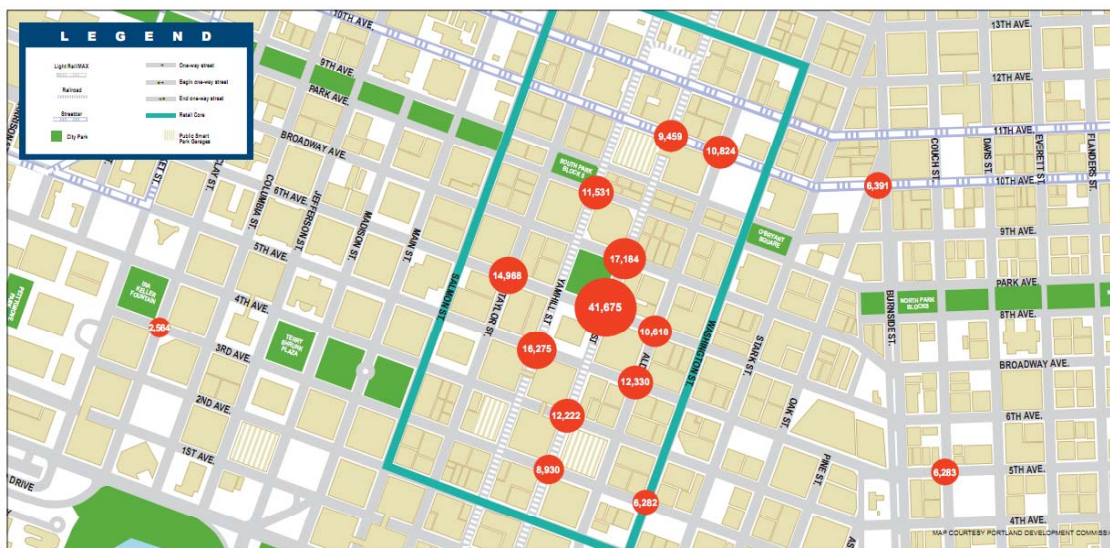 LEGEND
Light Rail/MAX
Railroad
Streetcar
City Park
One-way street
Begin one-way street
End one-way street
Retail Core
Public Smart
Park Garages
10TH AVE.
9TH AVE.
PARK AVE.
BROADWAY AVE.
6TH AVE.
5TH AVE.
4TH AVE.
3RD AVE.
2ND AVE.
1ST AVE.
DRIVE
COLUMBIA ST.
JEFFERSON ST.
MADISON ST.
MAIN ST.
SALMON ST.
TAYLOR ST.
YAMHILL ST.
ST.
WASHINGTON ST.
STARK ST.
OAK ST.
PINE ST.
BURNSIDE ST.
COUCH ST.
DAVIS ST.
EVERETT ST.
FLANDERS ST.
13TH AVE.
12TH AVE.
11TH AVE.
10TH AVE.
9TH AVE.
PARK AVE.
8TH AVE.
BROADWAY AVE.
6TH AVE.
5TH AVE.
4TH AVE.
PETTYGROVE
PARK
IRA
KELLER
FOUNTAIN
TERRY
SHRUNK
PLAZA
SOUTH PARK
BLOCK 5
O'BRYANT
SQUARE
NORTH PARK
BLOCKS
9,459
10,824
6,391
11,531
17,184
14,988
41,675
10,618
2,564
16,275
12,330
12,222
8,930
6,283
6,282
MAP COURTESY PORTLAND DEVELOPMENT COMMISS